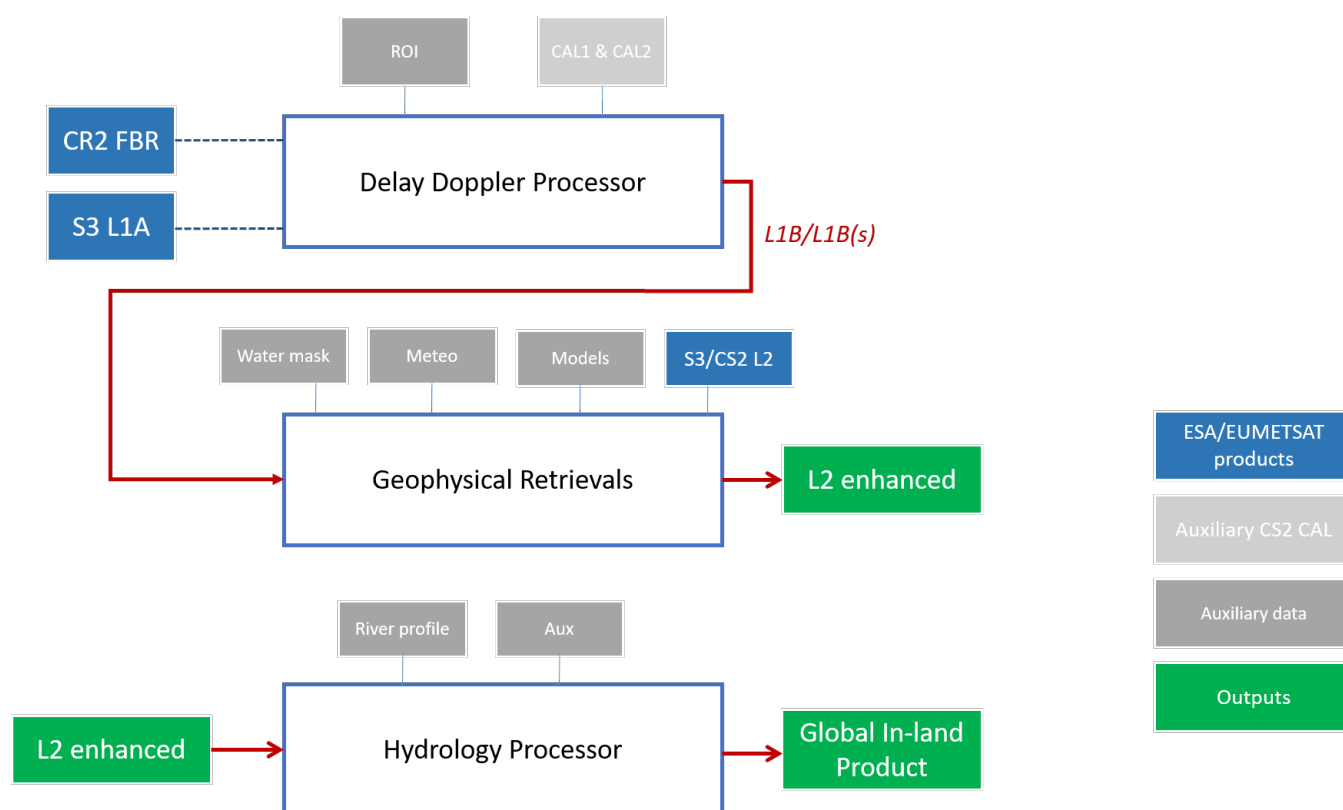 ROI
CAL1 & CAL2
CR2 FBR
S3 L1A
Delay Doppler Processor
L1B/L1B(s)
Water mask
Meteo
Models
S3/CS2 L2
Geophysical Retrievals
L2 enhanced
ESA/EUMETSAT
products
Auxiliary CS2 CAL
Auxiliary data
Outputs
River profile
Aux
L2 enhanced
Hydrology Processor
Global In-land
Product